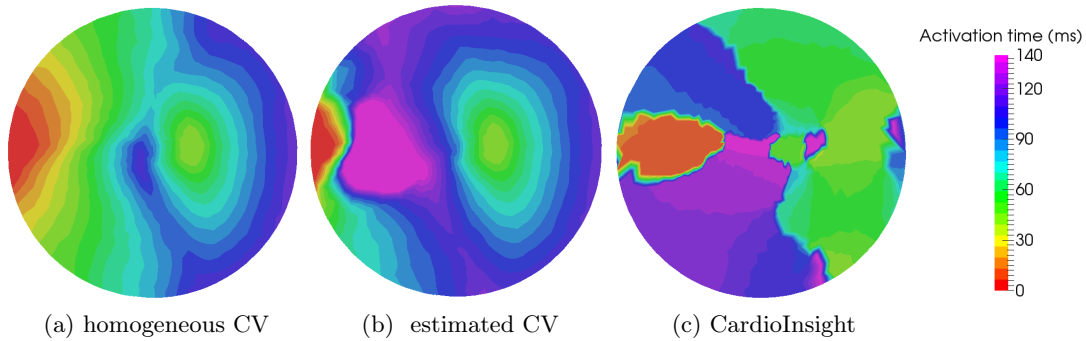 Activation time (ms)
140
120
90
60
30
0
(a) homogeneous CV
(b) estimated CV
(c) CardioInsight